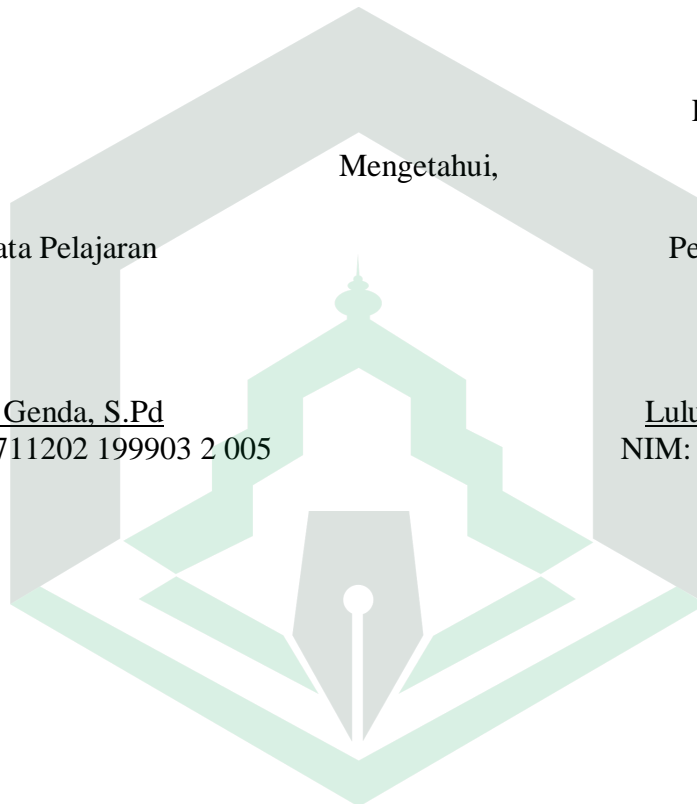 Mengetahui,
ata Pelajaran Pe
Genda, S.Pd Lulu
711202 199903 2 005 NIM: